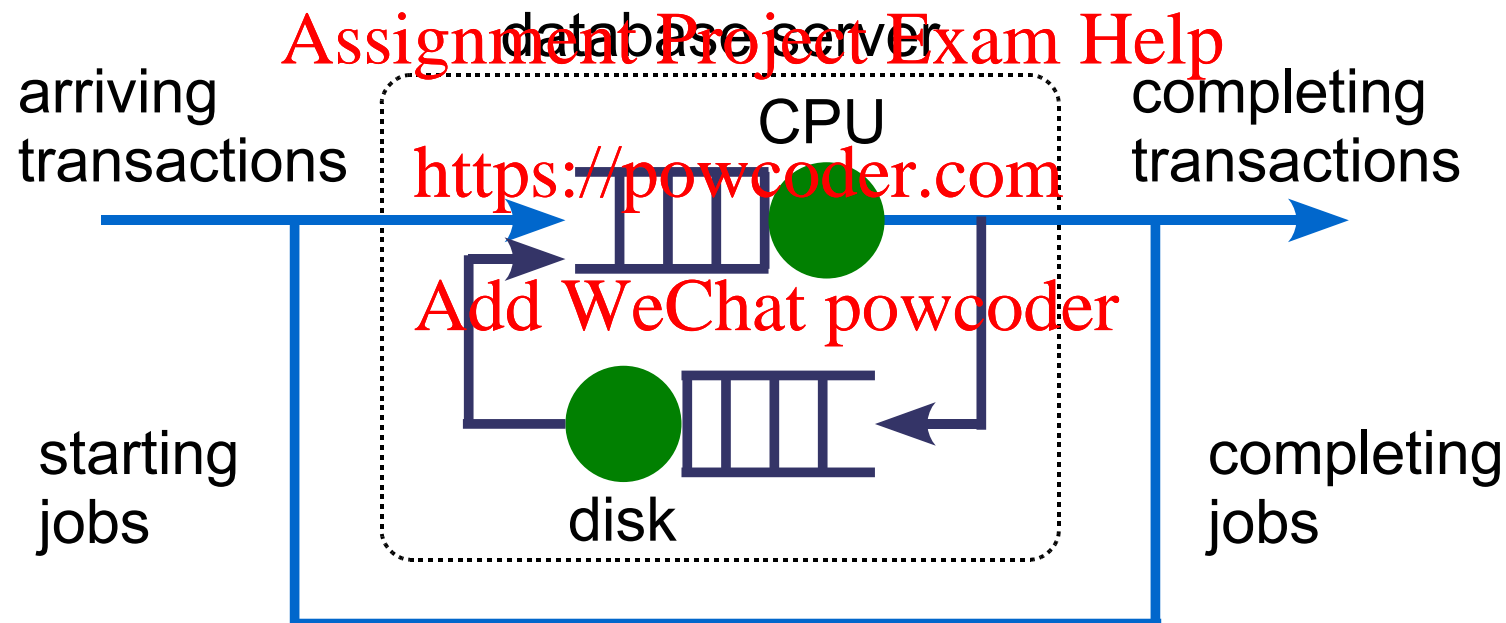 Assignment Project Exam Help
database server
arriving
transactions
CPU
completing
transactions
https://powcoder.com
Add WeChat powcoder
starting
jobs
disk
completing
jobs